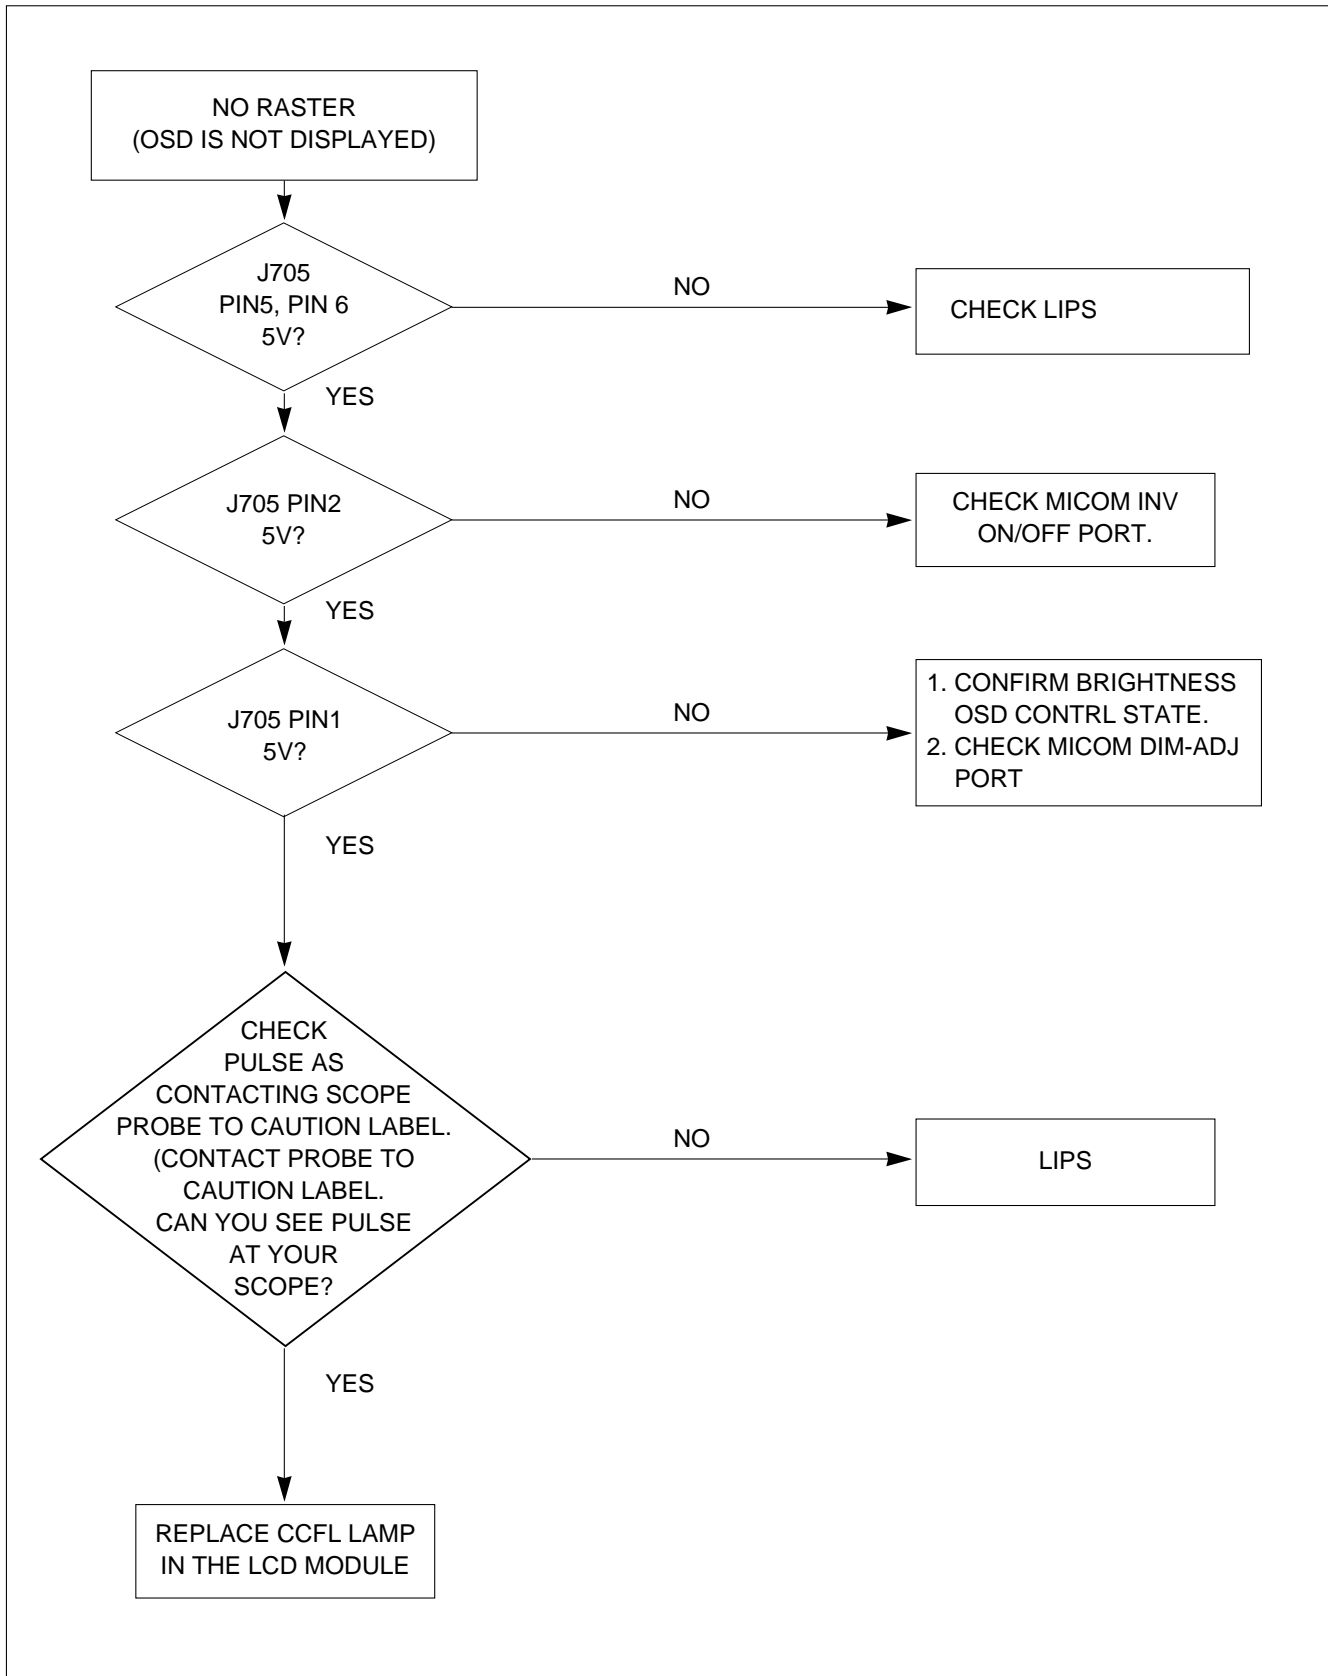 NO RASTER
(OSD IS NOT DISPLAYED)
J705
PIN5, PIN 6
5V?
NO
CHECK LIPS
YES
J705 PIN2
5V?
NO
CHECK MICOM INV
ON/OFF PORT.
YES
J705 PIN1
5V?
NO
1. CONFIRM BRIGHTNESS
OSD CONTRL STATE.
2. CHECK MICOM DIM-ADJ
PORT
YES
CHECK
PULSE AS
CONTACTING SCOPE
PROBE TO CAUTION LABEL.
(CONTACT PROBE TO
CAUTION LABEL.
CAN YOU SEE PULSE
AT YOUR
SCOPE?
NO
LIPS
YES
REPLACE CCFL LAMP
IN THE LCD MODULE